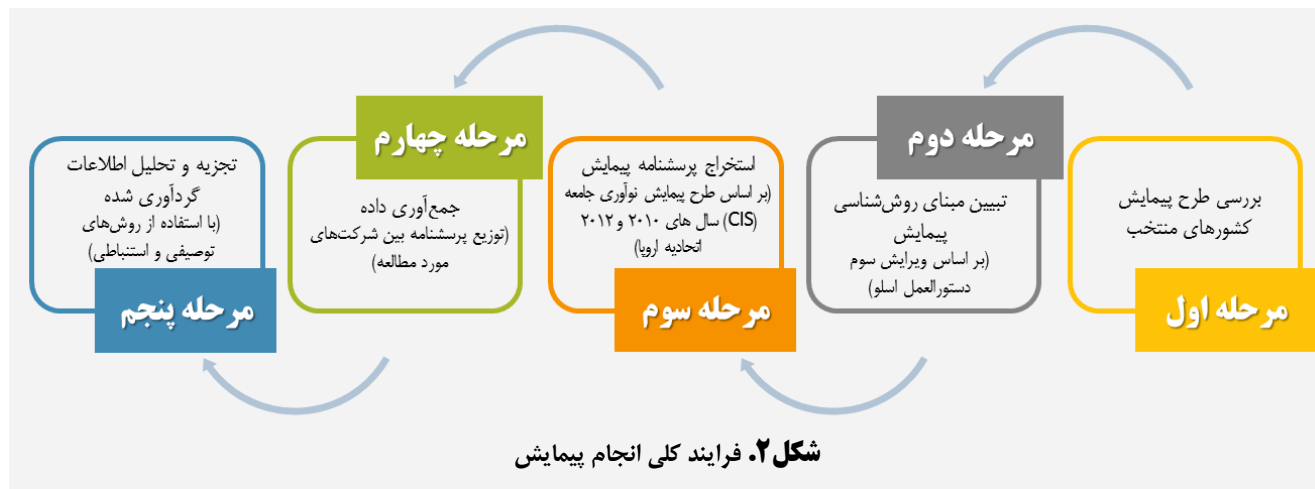 بررسی طرح پیمایش
کشورهای منتخب
مرحله اول
مرحله دوم
تبیین مبنای روش‌شناسی
پیمایش
(بر اساس ویرایش سوم
دستورالعمل اسلو)
استخراج پرسشنامه پیمایش
(بر اساس طرح پیمایش نوآوری جامعه
(CIS) سال های ۲۰۱۰ و ۲۰۱۲
اتحادیه اروپا)
مرحله سوم
مرحله چهارم
جمع‌آوری داده
(توزیع پرسشنامه بین شرکت‌های
مورد مطالعه)
تجزیه و تحلیل اطلاعات
گردآوری شده
(با استفاده از روش‌های
توصیفی و استنباطی)
مرحله پنجم
شکل۲. فرایند کلی انجام پیمایش